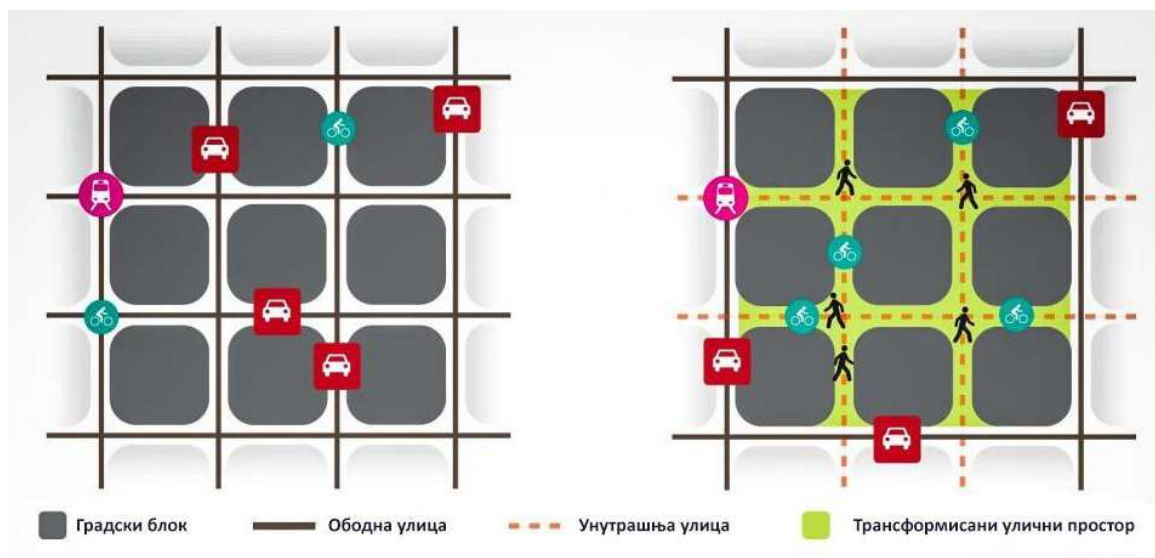 Градски блок
Ободна улица
Унутрашња улица
Трансформисани улични простор